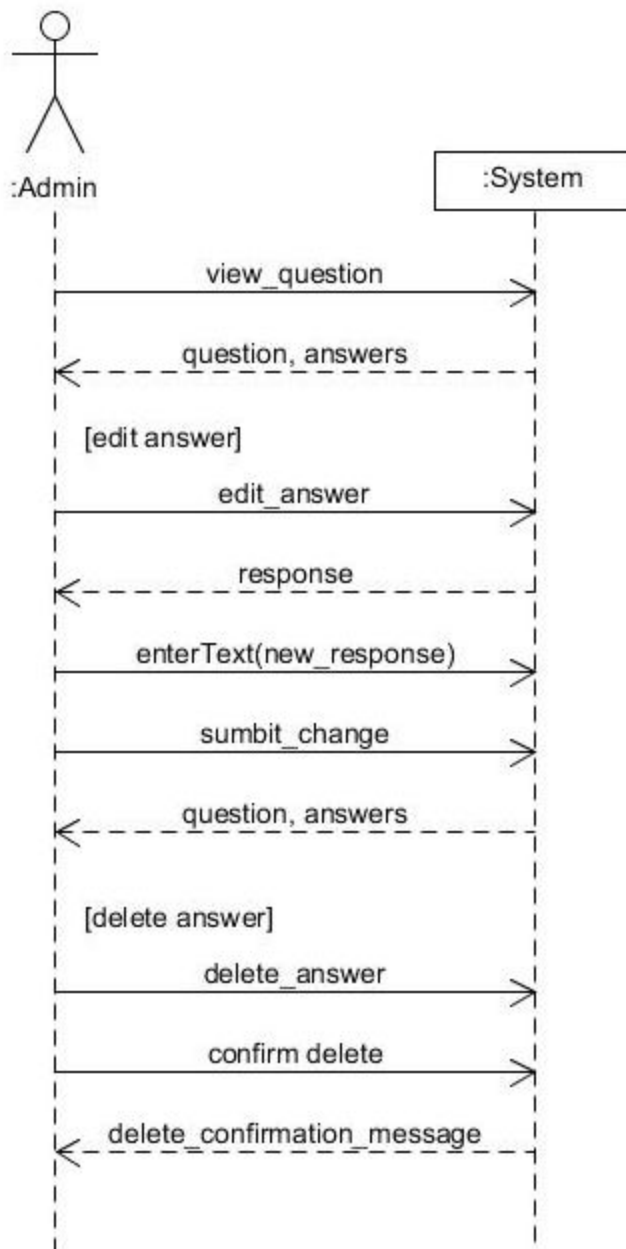 :Admin
:System
view_question
question, answers
[edit answer]
edit_answer
response
enterText(new_response)
sumbit_change
question, answers
[delete answer]
delete_answer
confirm delete
delete_confirmation_message